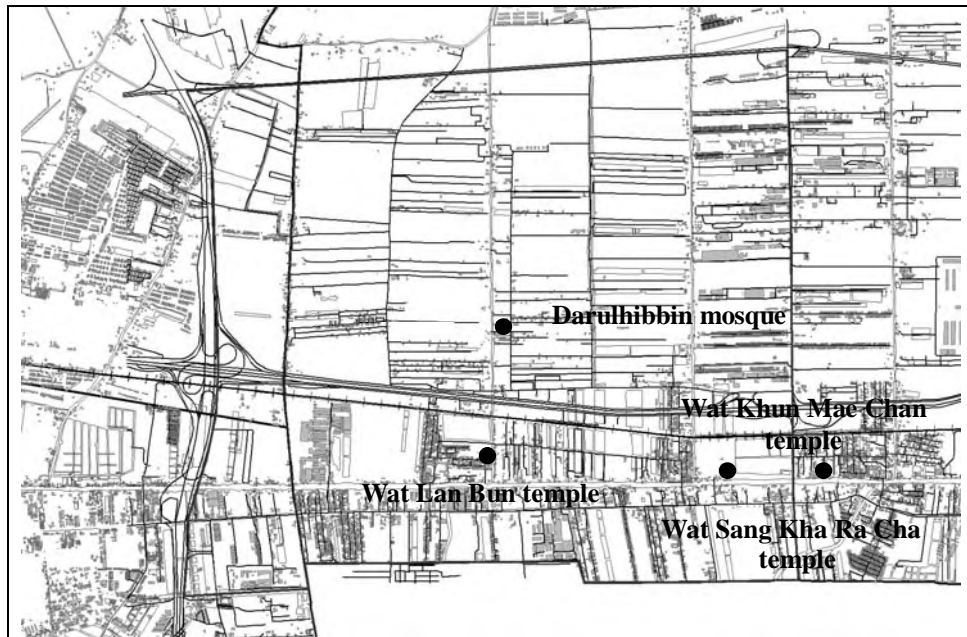 Darulhibbin mosque
Wat Khun Mae Chan
temple
Wat Lan Bun temple
Wat Sang Kha Ra Cha
temple